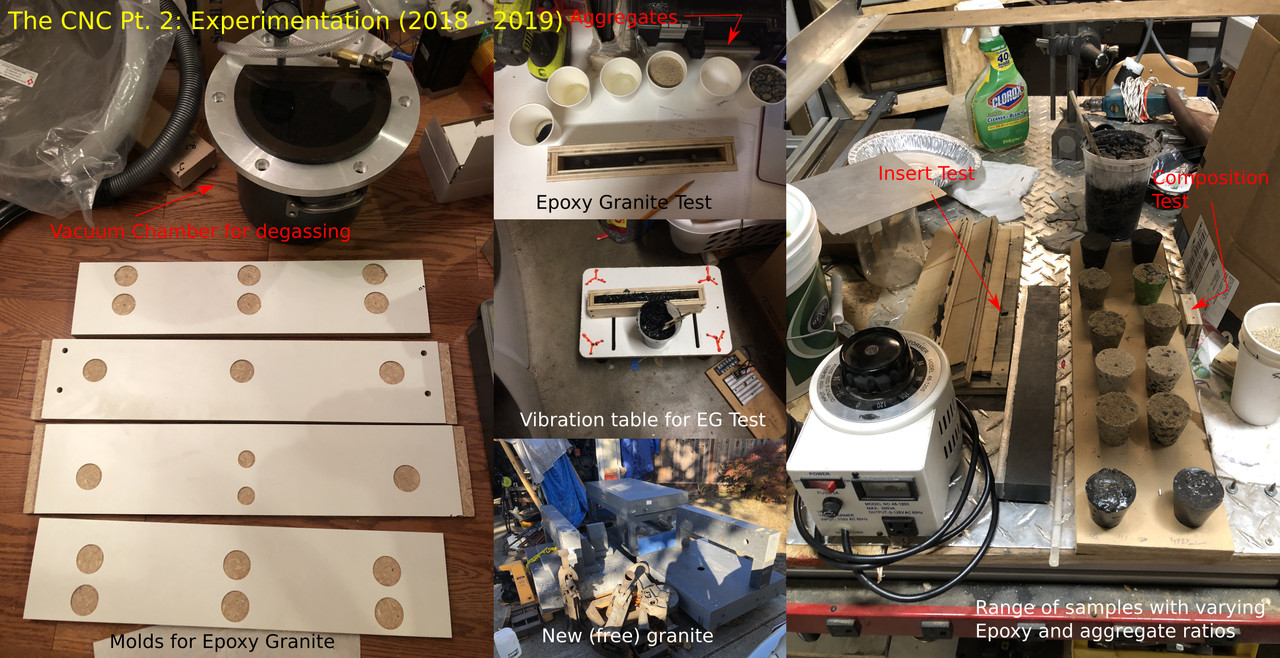 The CNC Pt. 2: Experimentation (2018 - 2019)
Aggregates
Vacuum Chamber for degassing
Epoxy Granite Test
Vibration table for EG Test
New (free) granite
Molds for Epoxy Granite
CLOROX
Insert Test
Composition
Test
POWER
Range of samples with varying
Epoxy and aggregate ratios